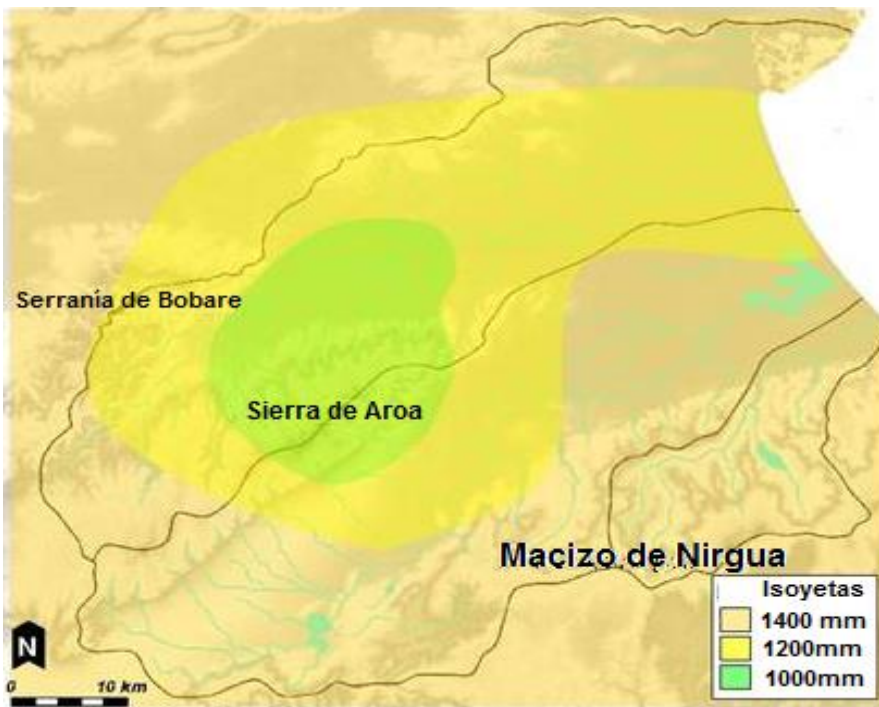 Serranía de Bobare
Sierra de Aroa
Macizo de Nirgua
Isoyetas
1400 mm
1200mm
1000mm
N
0 10 km